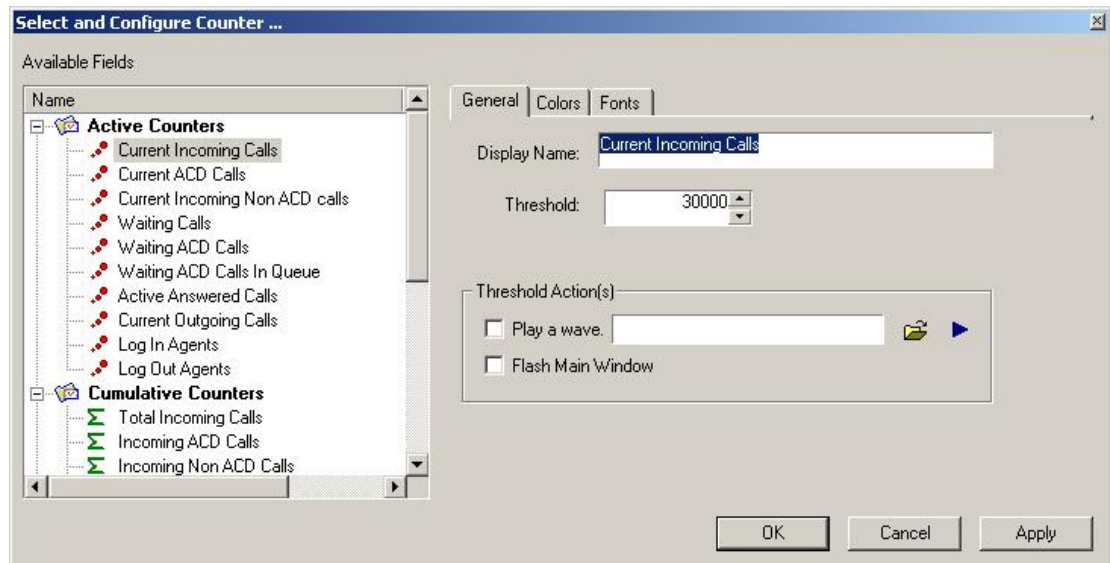 Select and Configure Counter ...
Available Fields
Name
Active Counters
Current Incoming Calls
Current ACD Calls
Current Incoming Non ACD calls
Waiting Calls
Waiting ACD Calls
Waiting ACD Calls In Queue
Active Answered Calls
Current Outgoing Calls
Log In Agents
Log Out Agents
Cumulative Counters
Total Incoming Calls
Incoming ACD Calls
Incoming Non ACD Calls
General Colors Fonts
Display Name: Current Incoming Calls
Threshold: 30000
Threshold Action(s)
Play a wave.
Flash Main Window
OK Cancel Apply